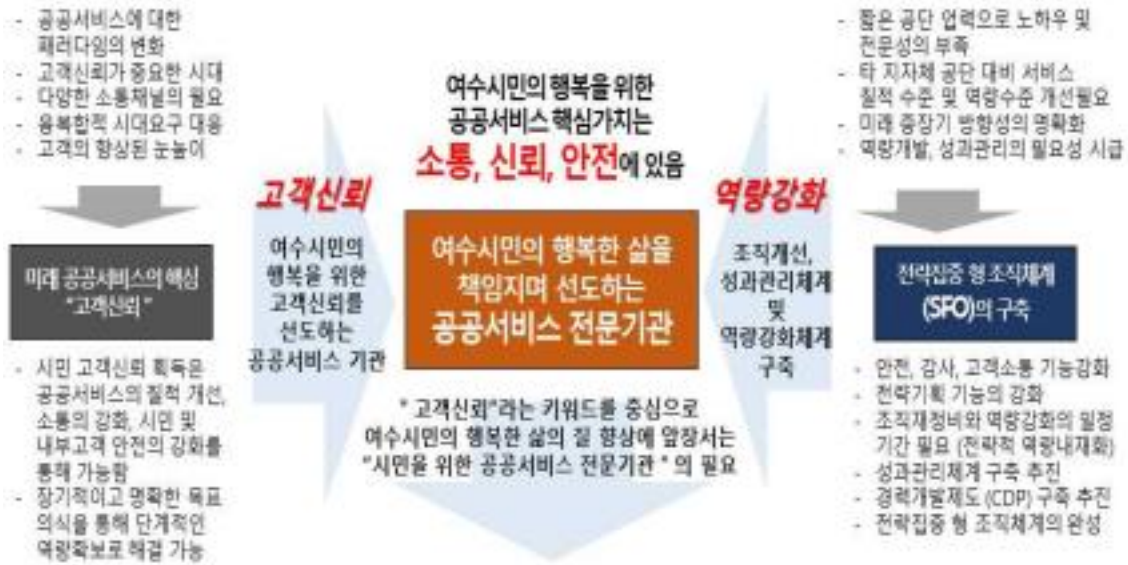 - 공공서비스에 대한
패러다임의 변화
- 고객신뢰가 중요한 시대
- 다양한 소통채널의 필요
- 융복합적 시대요구 대응
- 고객의 향상된 눈높이
미래 공공서비스의 핵심
"고객신뢰"
- 시민 고객신뢰 획득은
공공서비스의 질적 개선,
소통의 강화, 시민 및
내부고객 안전의 강화를
통해 가능함
- 장기적이고 명확한 목표
의식을 통해 단계적인
역량확보로 해결 가능
고객신뢰
여수시민의
행복을 위한
고객신뢰를
선도하는
공공서비스 기관
여수시민의 행복을 위한
공공서비스 핵심가치는
소통, 신뢰, 안전에 있음
여수시민의 행복한 삶을
책임지며 선도하는
공공서비스 전문기관
"고객신뢰"라는 키워드를 중심으로
여수시민의 행복한 삶의 질 향상에 앞장서는
"시민을 위한 공공서비스 전문기관"의 필요
역량강화
조직개선,
성과관리체계
및
역량강화체계
구축
- 짧은 공단 업력으로 노하우 및
전문성의 부족
- 타 지자체 공단 대비 서비스
질적 수준 및 역량수준 개선필요
- 미래 중장기 방향성의 명확화
- 역량개발, 성과관리의 필요성 시급
전략집중 형 조직체계
(SFO)의 구축
- 안전, 감사, 고객소통 기능강화
- 전략기획 기능의 강화
- 조직재정비와 역량강화의 일정
기간 필요 (전략적 역량내재화)
- 성과관리체계 구축 추진
- 경력개발제도 (CDP) 구축 추진
- 전략집중 형 조직체계의 완성